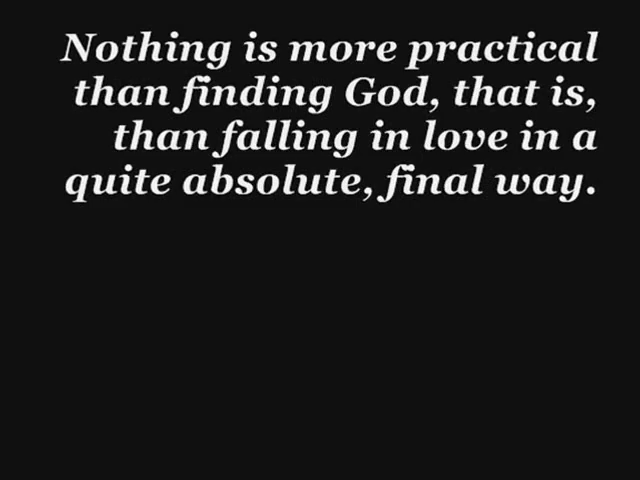 Nothing is more practical
than finding God, that is,
than falling in love in a
quite absolute, final way.